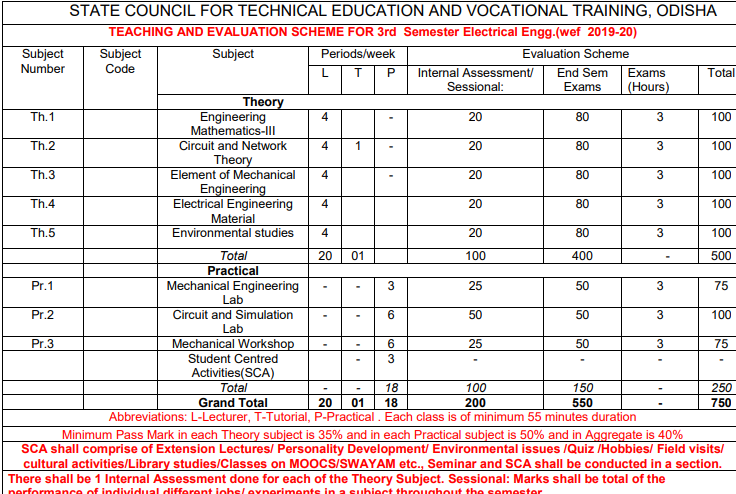 STATE COUNCIL FOR TECHNICAL EDUCATION AND VOCATIONAL TRAINING, ODISHA
TEACHING AND EVALUATION SCHEME FOR 3rd Semester Electrical Engg.(wef 2019-20)
Subject Number Subject Code Subject Periods/week Evaluation Scheme
L T P Internal Assessment/ Sessional: End Sem Exams Exams (Hours) Total
Theory
Th.1 Engineering Mathematics-III 4 - 20 80 3 100
Th.2 Circuit and Network Theory 4 1 - 20 80 3 100
Th.3 Element of Mechanical Engineering 4 - 20 80 3 100
Th.4 Electrical Engineering Material 4 20 80 3 100
Th.5 Environmental studies 4 20 80 3 100
Total 20 01 100 400 - 500
Practical
Pr.1 Mechanical Engineering Lab - - 3 25 50 3 75
Pr.2 Circuit and Simulation Lab - - 6 50 50 3 100
Pr.3 Mechanical Workshop - - 6 25 50 3 75
Student Centred Activities(SCA) - 3 - - - -
Total - - 18 100 150 - 250
Grand Total 20 01 18 200 550 - 750
Abbreviations: L-Lecturer, T-Tutorial, P-Practical . Each class is of minimum 55 minutes duration
Minimum Pass Mark in each Theory subject is 35% and in each Practical subject is 50% and in Aggregate is 40%
SCA shall comprise of Extension Lectures/ Personality Development/ Environmental issues /Quiz /Hobbies/ Field visits/
cultural activities/Library studies/Classes on MOOCS/SWAYAM etc., Seminar and SCA shall be conducted in a section.
There shall be 1 Internal Assessment done for each of the Theory Subject. Sessional: Marks shall be total of the
performance of individual different jobs/ experiments in a subject throughout the semester